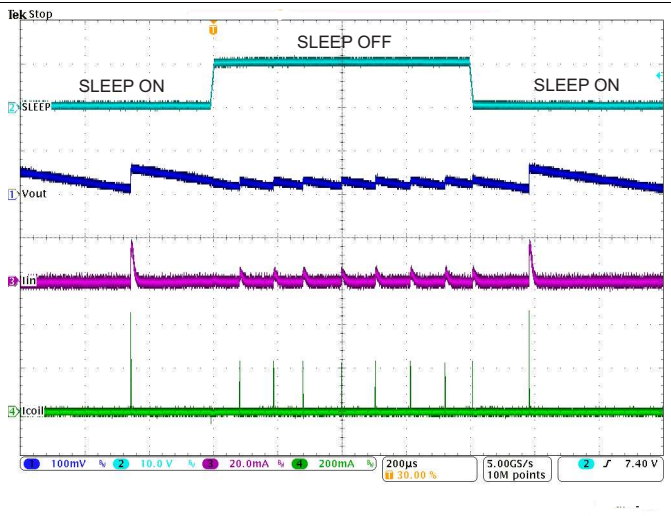 Tek Stop
T
SLEEP OFF
SLEEP ON
SLEEP ON
2 SLEEP
1 Vout
3 Iin
4 Icoil
1 100mV 2 10.0 V 3 20.0mA 4 200mA 200µs 5.00GS/s 2 7.40 V
T 30.00 % 10M points